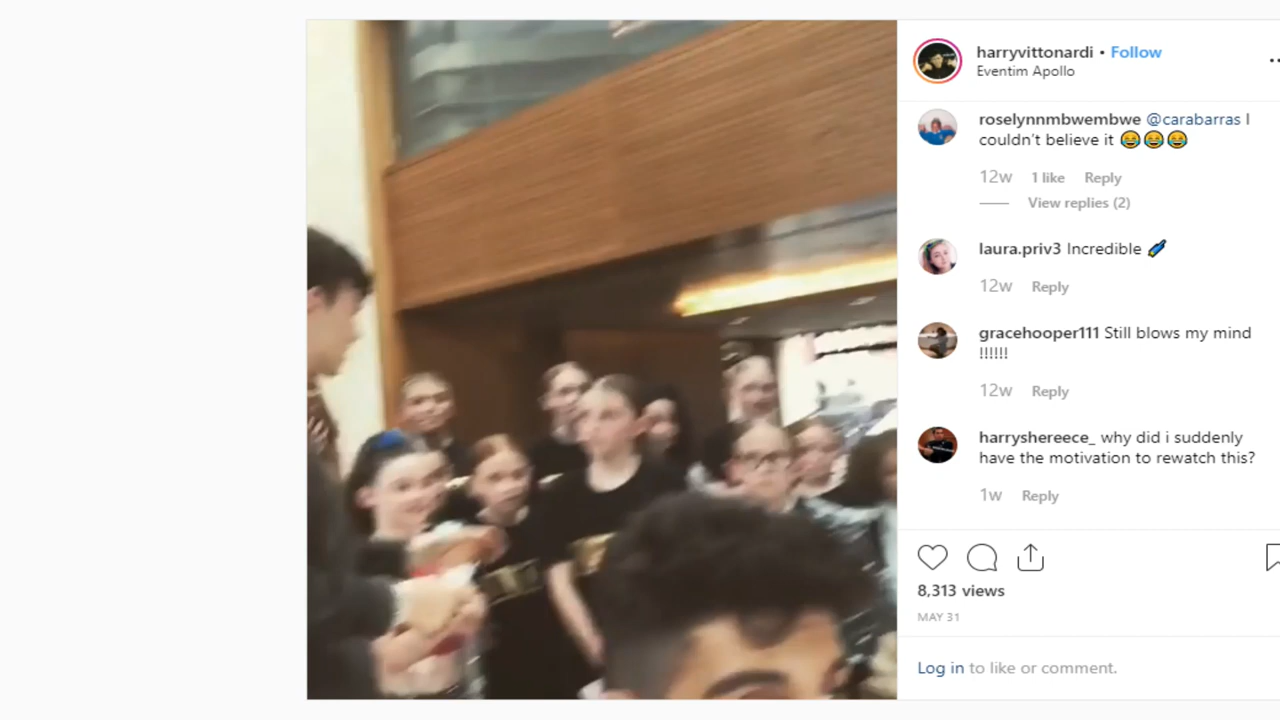 harryvittonardi • Follow
Eventim Apollo
roselynnmbwembwe @carabarras I
couldn't believe it 😂😂😂
12w 1 like Reply
View replies (2)
laura.priv3 Incredible 🍾
12w Reply
gracehooper111 Still blows my mind
!!!!!!
12w Reply
harryshereece_ why did i suddenly
have the motivation to rewatch this?
1w Reply
8,313 views
MAY 31
Log in to like or comment.